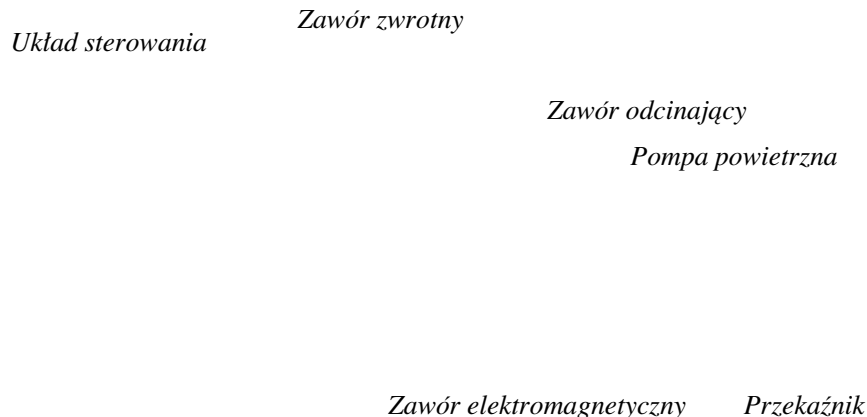 Zawór zwrotny
Układ sterowania
Zawór odcinający
Pompa powietrzna
Zawór elektromagnetyczny Przekaźnik